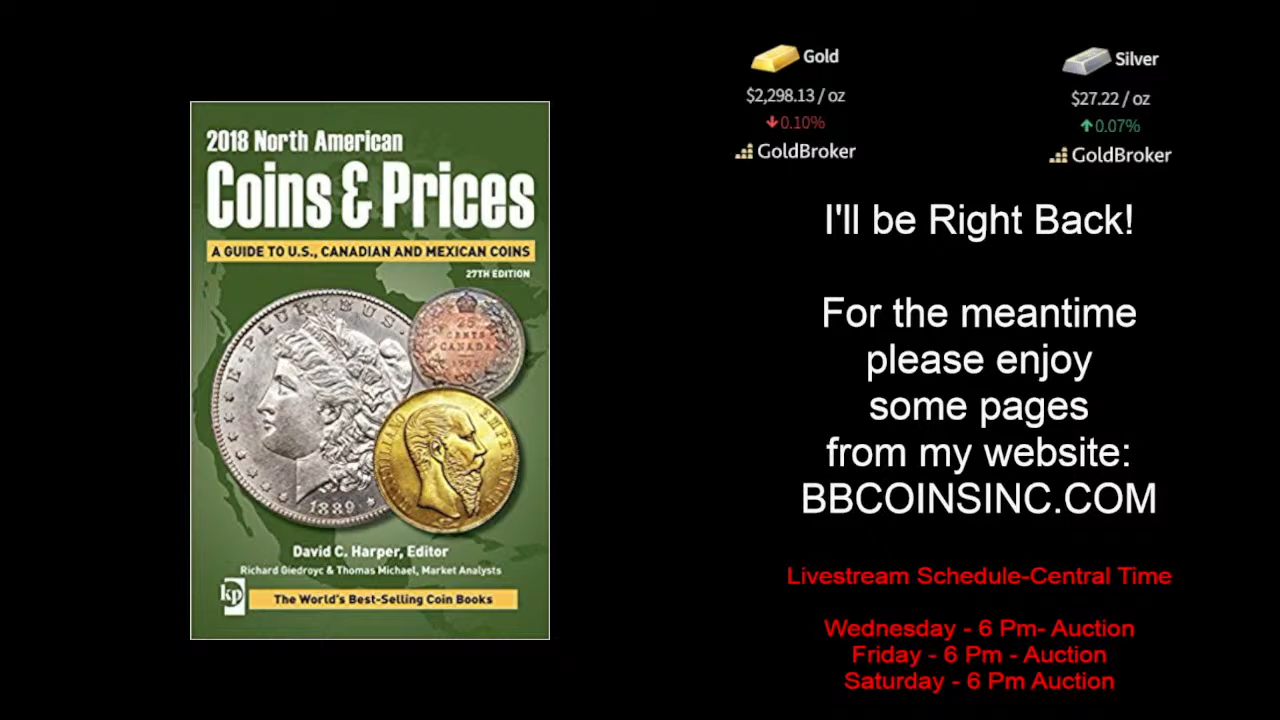 2018 North American
Coins & Prices
A GUIDE TO U.S., CANADIAN AND MEXICAN COINS
27TH EDITION
E·PLURIBUS·
25
CENTS
CANADA
1889
David C. Harper, Editor
Richard Giedroyc & Thomas Michael, Market Analysts
kp
The World's Best-Selling Coin Books
Gold
$2,298.13 / oz
0.10%
GoldBroker
Silver
$27.22 / oz
0.07%
GoldBroker
I'll be Right Back!
For the meantime
please enjoy
some pages
from my website:
BBCOINSINC.COM
Livestream Schedule-Central Time
Wednesday - 6 Pm- Auction
Friday - 6 Pm - Auction
Saturday - 6 Pm Auction